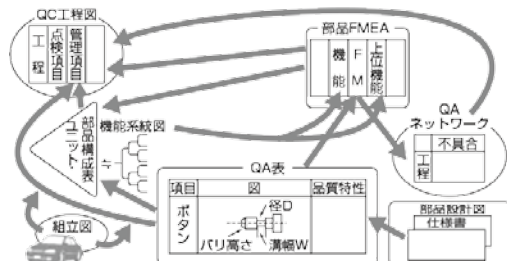 QC工程図
工程
点検項目
管理項目
部品FMEA
機能
FM
上位機能
QA
ネットワーク
不具合
工程
部品構成表
ユニット・
機能系統図
≒
QA表
項目
図
品質特性
ボタン
径D
バリ高さ
溝幅W
組立図
部品設計図
仕様書